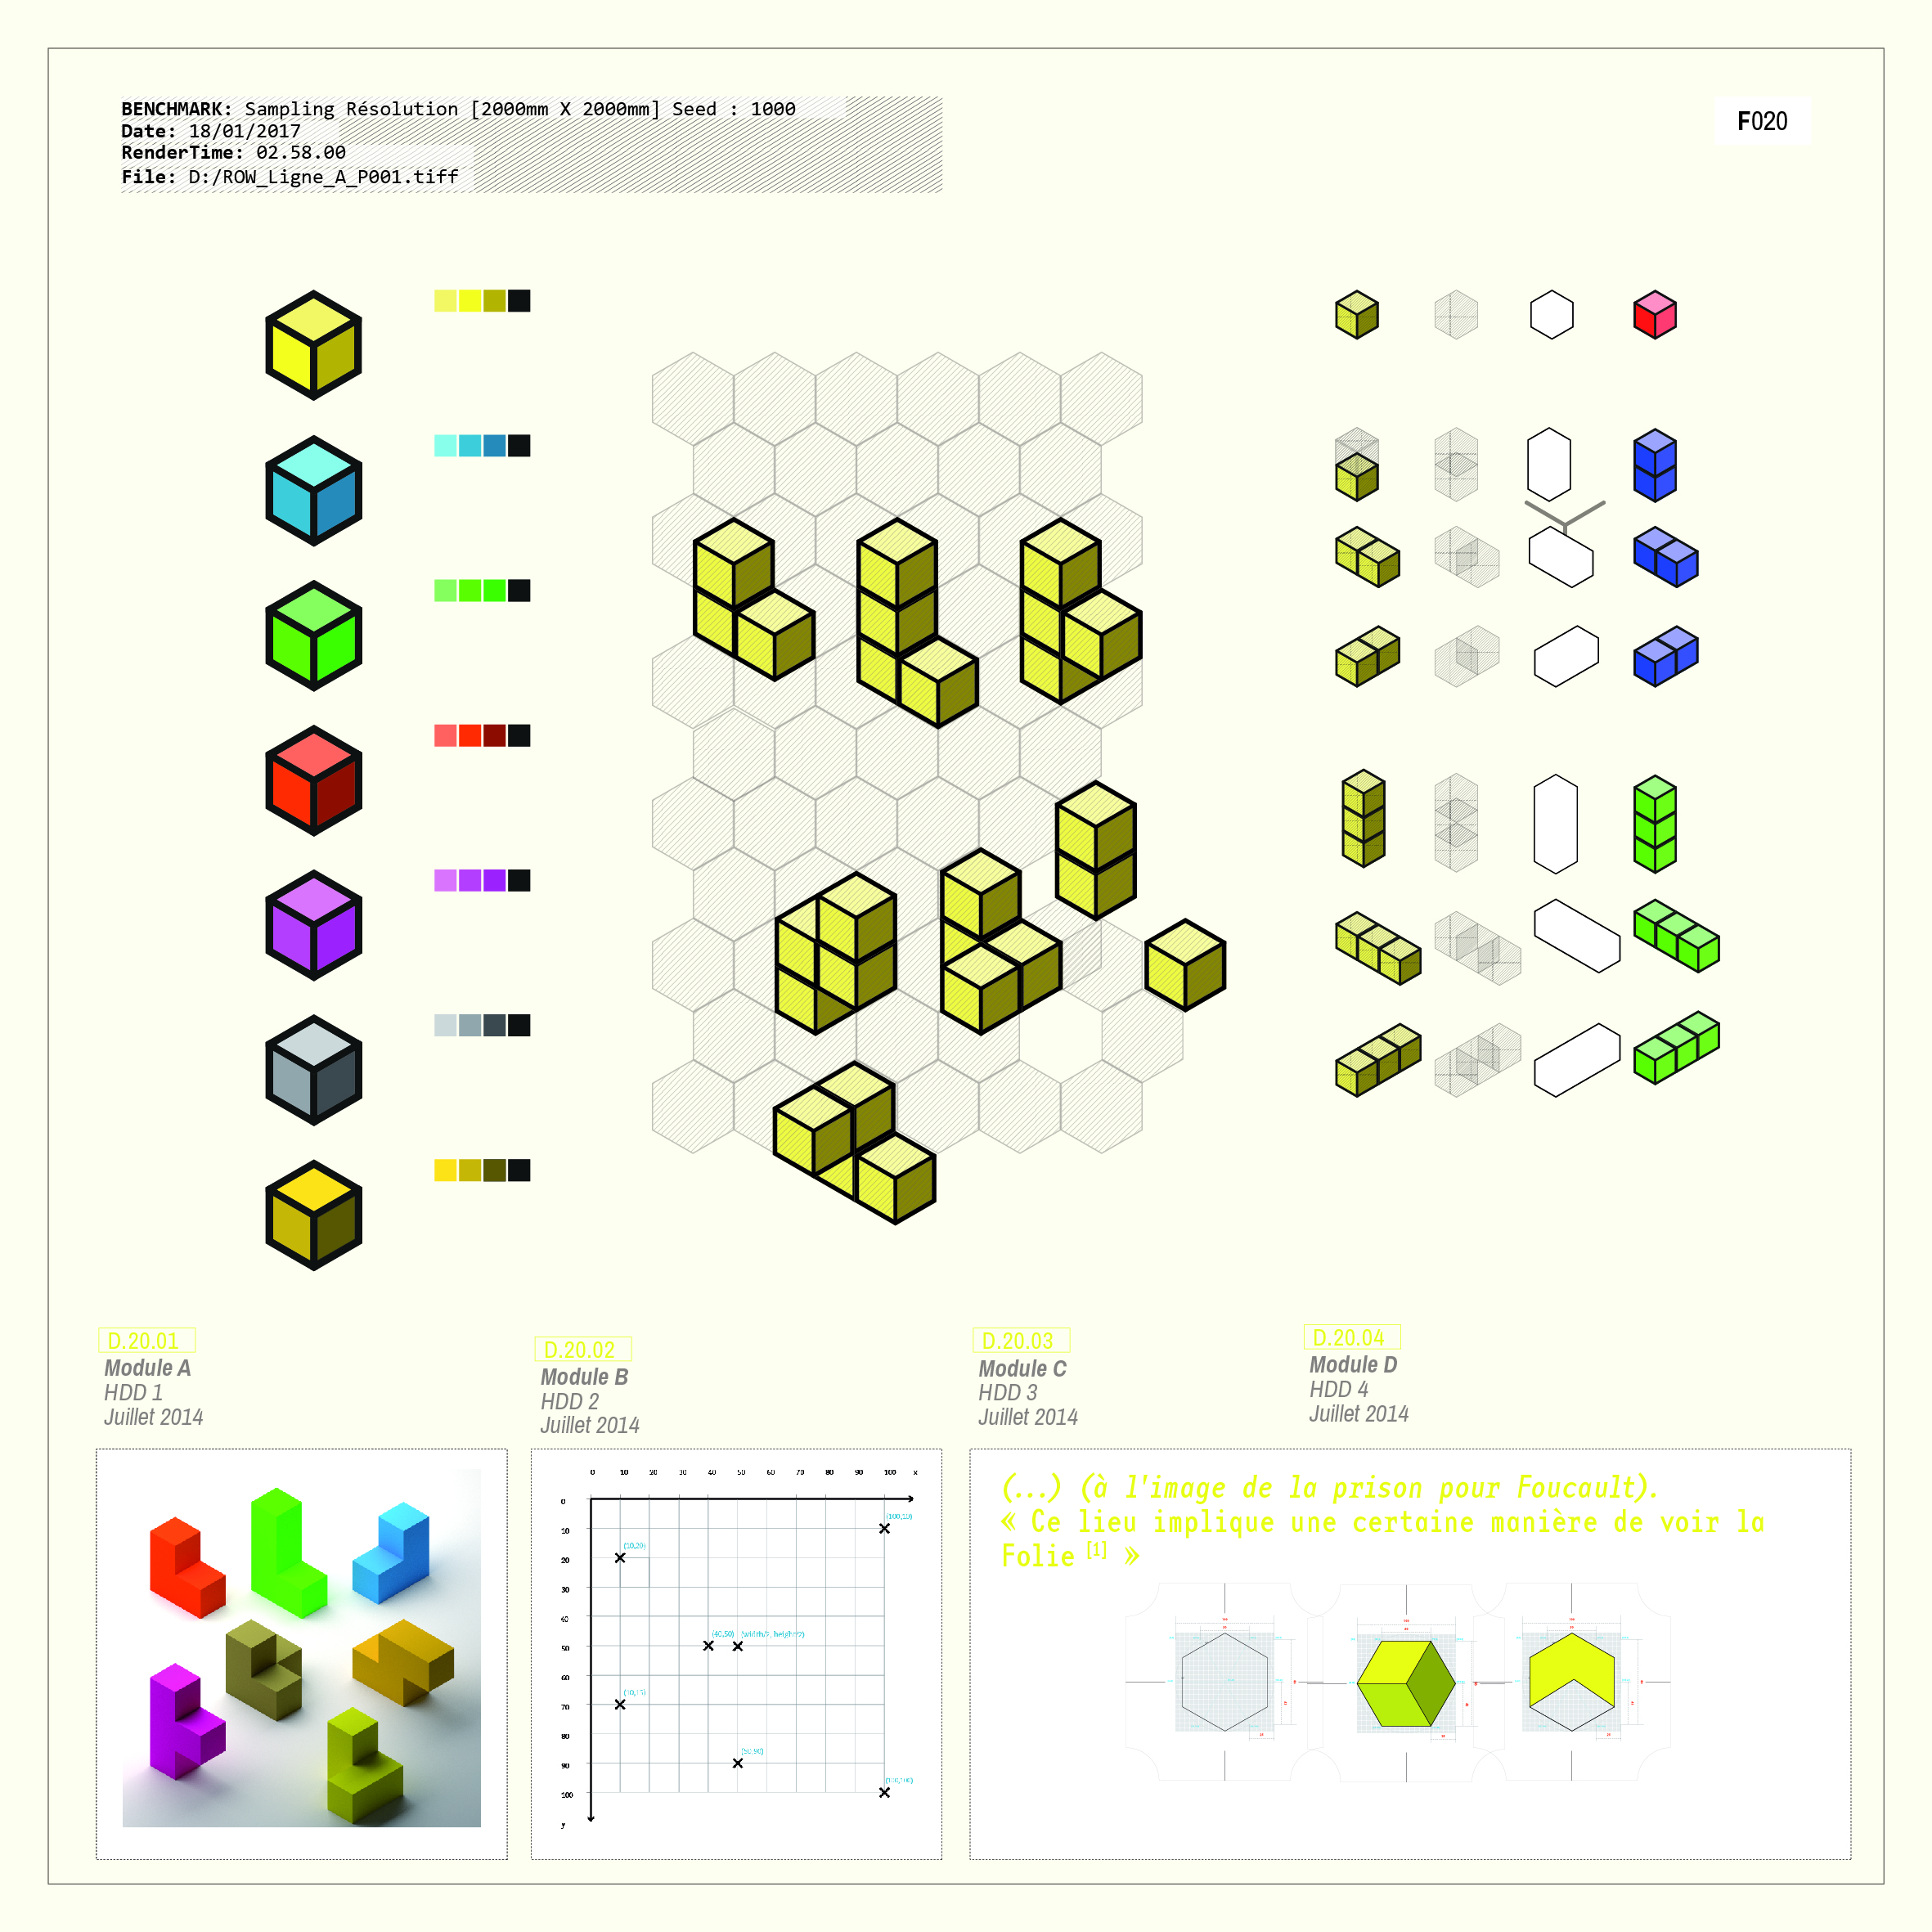 BENCHMARK: Sampling Résolution [2000mm X 2000mm] Seed : 1000
Date: 18/01/2017
RenderTime: 02.58.00
File: D:/ROW_Ligne_A_P001.tiff
F020
D.20.01
Module A
HDD 1
Juillet 2014
D.20.02
Module B
HDD 2
Juillet 2014
D.20.03
Module C
HDD 3
Juillet 2014
D.20.04
Module D
HDD 4
Juillet 2014
0 10 20 30 40 50 60 70 80 90 100 x
0
10
20
30
40
50
60
70
80
90
100
y
(100,10)
(10,20)
(40,50)
(width/2, height/2)
(50,90)
(100,100)
(...) (à l'image de la prison pour Foucault).
« Ce lieu implique une certaine manière de voir la
Folie [1] »